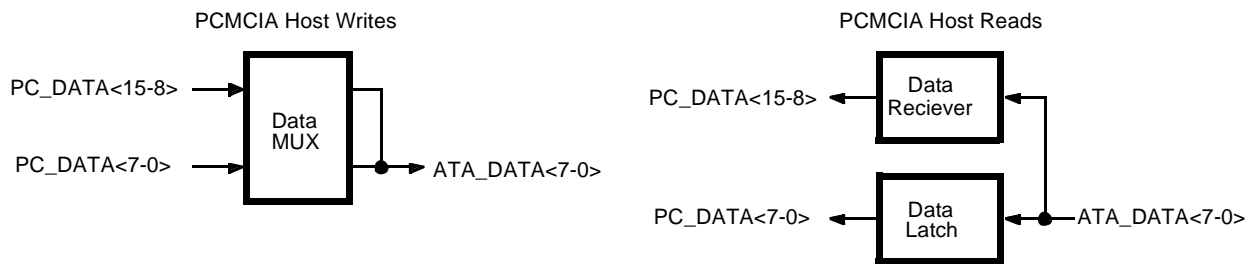 PCMCIA Host Writes
PC_DATA<15-8>
Data
MUX
PC_DATA<7-0>
ATA_DATA<7-0>
PCMCIA Host Reads
PC_DATA<15-8>
Data
Reciever
PC_DATA<7-0>
Data
Latch
ATA_DATA<7-0>